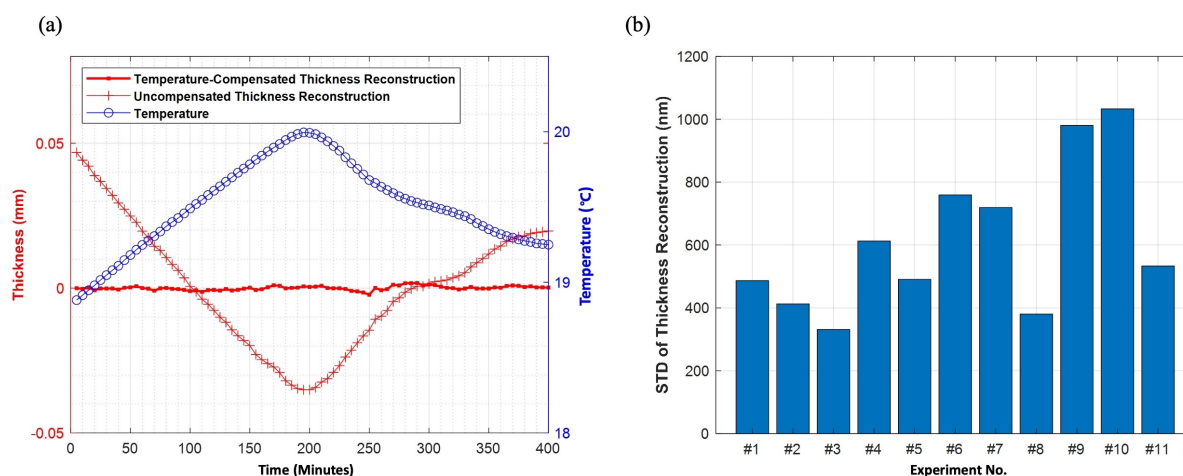 (a)
Temperature-Compensated Thickness Reconstruction
Uncompensated Thickness Reconstruction
Temperature
0.05
0
-0.05
Thickness (mm)
20
19
18
Temperature (℃)
0 50 100 150 200 250 300 350 400
Time (Minutes)
(b)
1200
1000
800
600
400
200
0
STD of Thickness Reconstruction (nm)
#1 #2 #3 #4 #5 #6 #7 #8 #9 #10 #11
Experiment No.